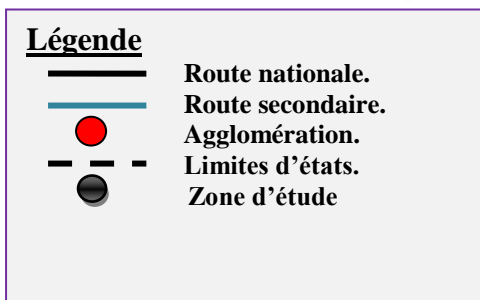 Légende
Route nationale.
Route secondaire.
Agglomération.
Limites d’états.
Zone d’étude